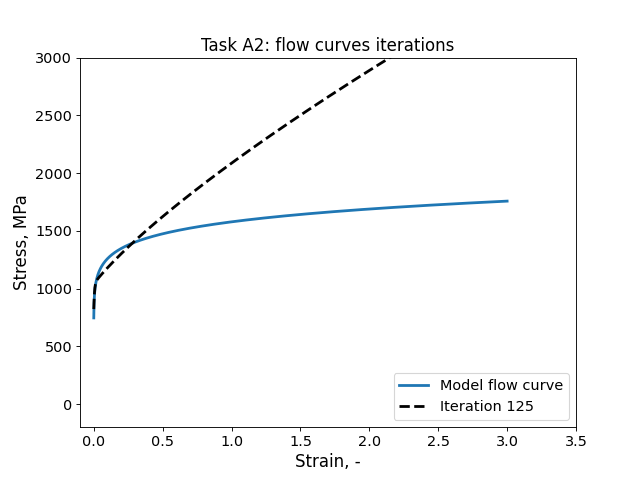 Task A2: flow curves iterations
3000
2500
2000
1500
1000
500
0
Stress, MPa
0.0 0.5 1.0 1.5 2.0 2.5 3.0 3.5
Strain, -
Model flow curve
Iteration 125